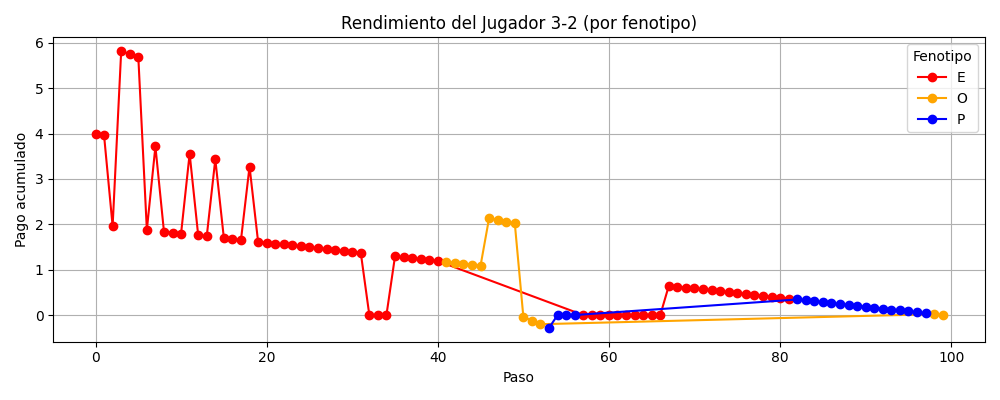 Rendimiento del Jugador 3-2 (por fenotipo)
Pago acumulado
6
5
4
3
2
1
0
Fenotipo
E
O
P
0 20 40 60 80 100
Paso